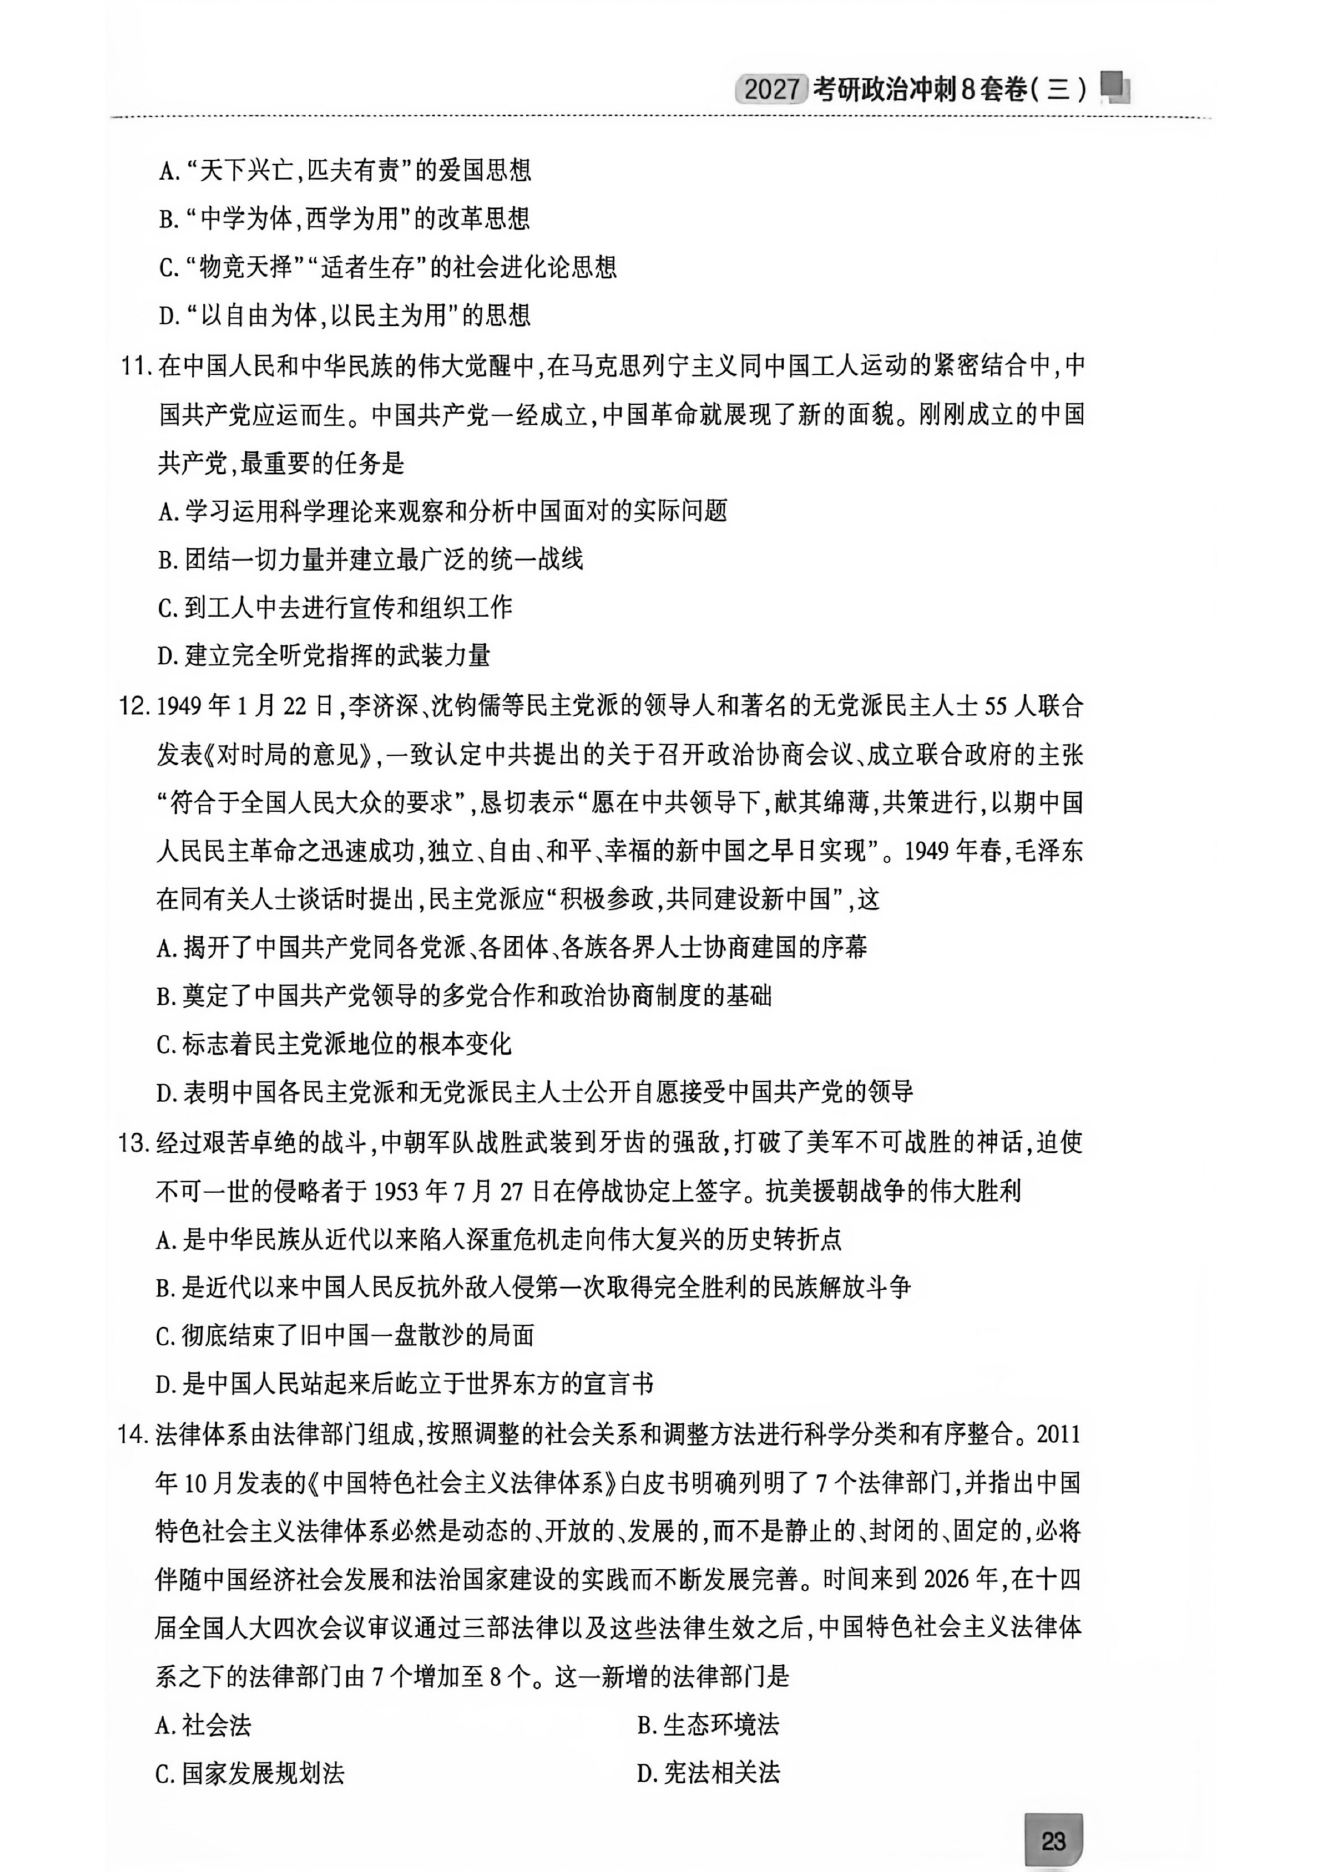 2027 考研政治冲刺8套卷(三)
A. “天下兴亡,匹夫有责”的爱国思想
B. “中学为体,西学为用”的改革思想
C. “物竞天择”“适者生存”的社会进化论思想
D. “以自由为体,以民主为用”的思想
11. 在中国人民和中华民族的伟大觉醒中,在马克思列宁主义同中国工人运动的紧密结合中,中
国共产党应运而生。中国共产党一经成立,中国革命就展现了新的面貌。刚刚成立的中国
共产党,最重要的任务是
A. 学习运用科学理论来观察和分析中国面对的实际问题
B. 团结一切力量并建立最广泛的统一战线
C. 到工人中去进行宣传和组织工作
D. 建立完全听党指挥的武装力量
12. 1949年1月22日,李济深、沈钧儒等民主党派的领导人和著名的无党派民主人士55人联合
发表《对时局的意见》,一致认定中共提出的关于召开政治协商会议、成立联合政府的主张
“符合于全国人民大众的要求”,恳切表示“愿在中共领导下,献其绵薄,共策进行,以期中国
人民民主革命之迅速成功,独立、自由、和平、幸福的新中国之早日实现”。1949年春,毛泽东
在同有关人士谈话时提出,民主党派应“积极参政,共同建设新中国”,这
A. 揭开了中国共产党同各党派、各团体、各族各界人士协商建国的序幕
B. 奠定了中国共产党领导的多党合作和政治协商制度的基础
C. 标志着民主党派地位的根本变化
D. 表明中国各民主党派和无党派民主人士公开自愿接受中国共产党的领导
13. 经过艰苦卓绝的战斗,中朝军队战胜武装到牙齿的强敌,打破了美军不可战胜的神话,迫使
不可一世的侵略者于1953年7月27日在停战协定上签字。抗美援朝战争的伟大胜利
A. 是中华民族从近代以来陷入深重危机走向伟大复兴的历史转折点
B. 是近代以来中国人民反抗外敌入侵第一次取得完全胜利的民族解放斗争
C. 彻底结束了旧中国一盘散沙的局面
D. 是中国人民站起来后屹立于世界东方的宣言书
14. 法律体系由法律部门组成,按照调整的社会关系和调整方法进行科学分类和有序整合。2011
年10月发表的《中国特色社会主义法律体系》白皮书明确列明了7个法律部门,并指出中国
特色社会主义法律体系必然是动态的、开放的、发展的,而不是静止的、封闭的、固定的,必将
伴随中国经济社会发展和法治国家建设的实践而不断发展完善。时间来到2026年,在十四
届全国人大四次会议审议通过三部法律以及这些法律生效之后,中国特色社会主义法律体
系之下的法律部门由7个增加至8个。这一新增的法律部门是
A. 社会法 B. 生态环境法
C. 国家发展规划法 D. 宪法相关法
23